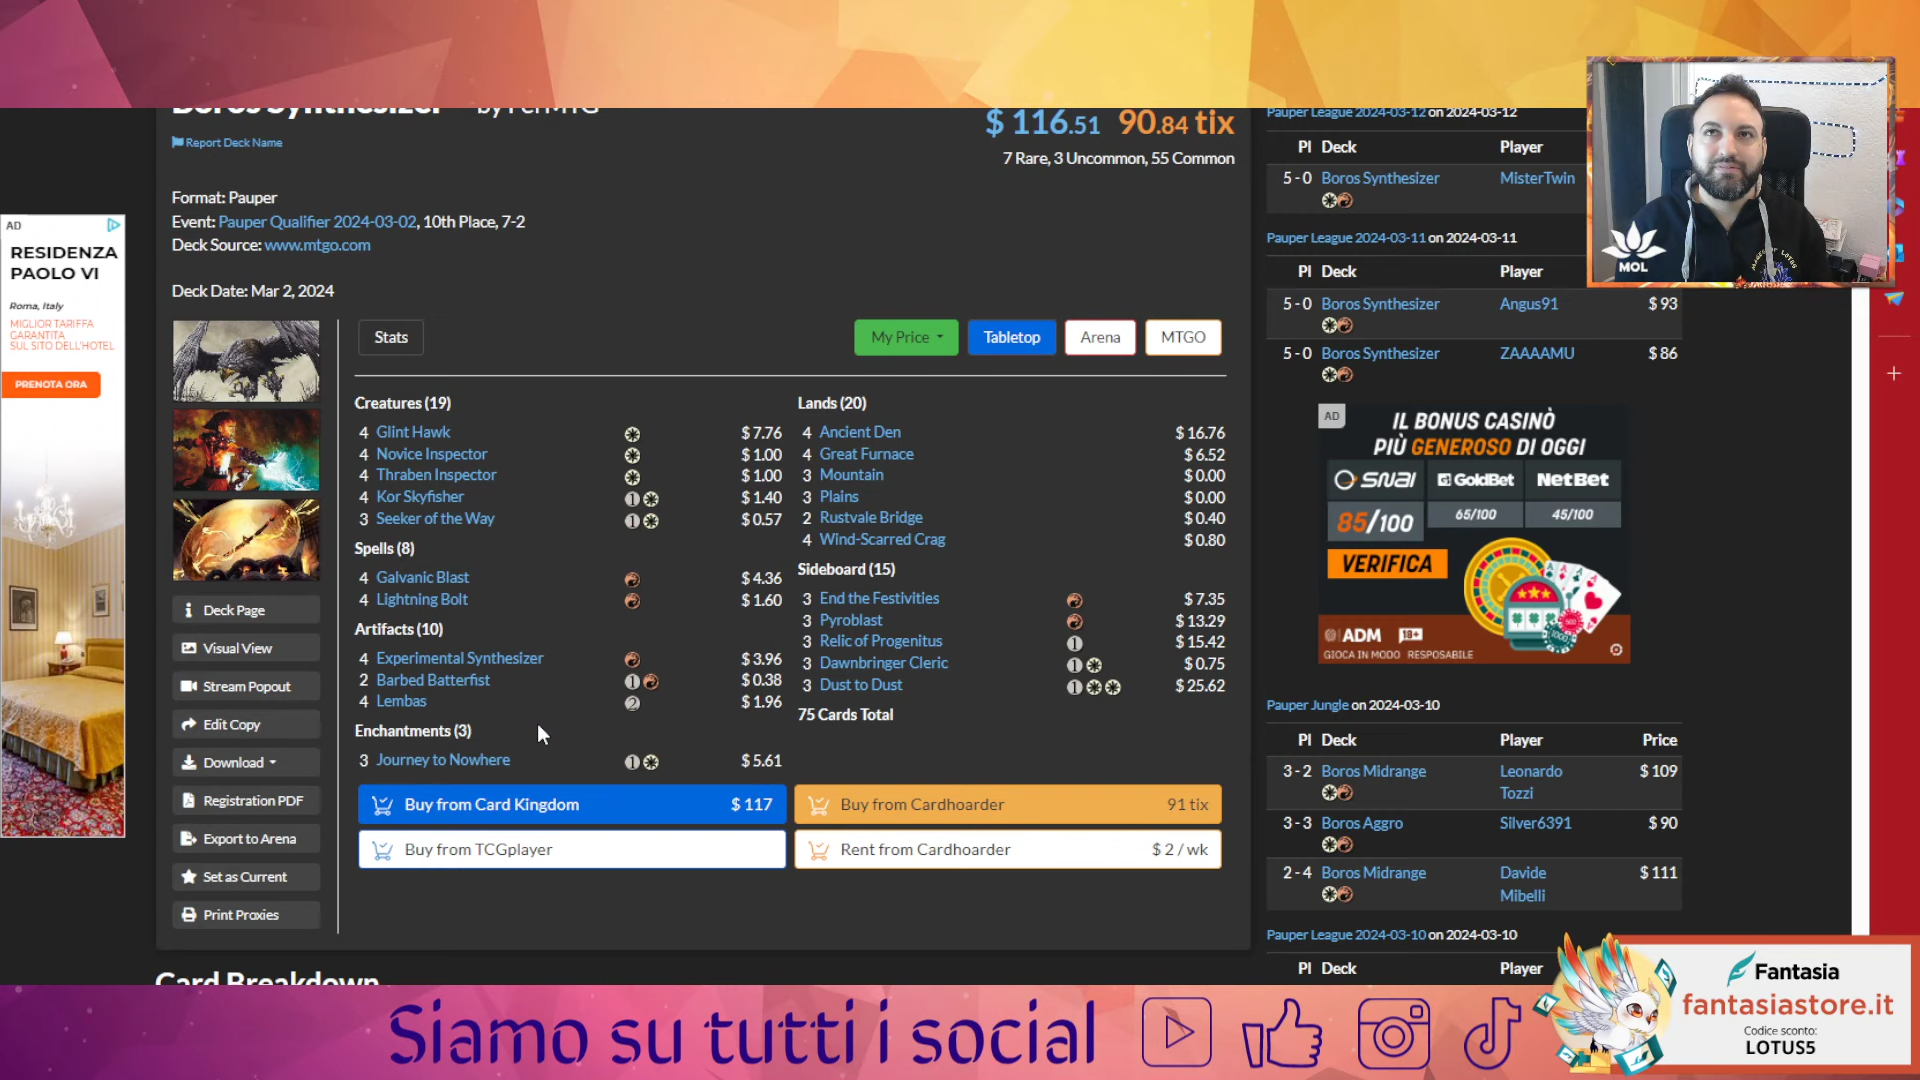 Boros Synthesizer by FerMTG
Report Deck Name
$ 116.51 90.84 tix
7 Rare, 3 Uncommon, 55 Common
Format: Pauper
Event: Pauper Qualifier 2024-03-02, 10th Place, 7-2
Deck Source: www.mtgo.com
Deck Date: Mar 2, 2024
AD
RESIDENZA
PAOLO VI
Roma, Italy
MIGLIOR TARIFFA
GARANTITA
SUL SITO DELL'HOTEL
PRENOTA ORA
Stats
My Price
Tabletop
Arena
MTGO
Creatures (19)
4 Glint Hawk $ 7.76
4 Novice Inspector $ 1.00
4 Thraben Inspector $ 1.00
4 Kor Skyfisher 1 $ 1.40
3 Seeker of the Way 1 $ 0.57
Spells (8)
4 Galvanic Blast $ 4.36
4 Lightning Bolt $ 1.60
Artifacts (10)
4 Experimental Synthesizer $ 3.96
2 Barbed Batterfist 1 $ 0.38
4 Lembas 2 $ 1.96
Enchantments (3)
3 Journey to Nowhere 1 $ 5.61
Lands (20)
4 Ancient Den $ 16.76
4 Great Furnace $ 6.52
3 Mountain $ 0.00
3 Plains $ 0.00
2 Rustvale Bridge $ 0.40
4 Wind-Scarred Crag $ 0.80
Sideboard (15)
3 End the Festivities $ 7.35
3 Pyroblast $ 13.29
3 Relic of Progenitus 1 $ 15.42
3 Dawnbringer Cleric 1 $ 0.75
3 Dust to Dust 1 $ 25.62
75 Cards Total
Buy from Card Kingdom $ 117
Buy from Cardhoarder 91 tix
Buy from TCGplayer
Rent from Cardhoarder $ 2 / wk
Deck Page
Visual View
Stream Popout
Edit Copy
Download
Registration PDF
Export to Arena
Set as Current
Print Proxies
Card Breakdown
Pauper League 2024-03-12 on 2024-03-12
Pl Deck Player
5 - 0 Boros Synthesizer MisterTwin
Pauper League 2024-03-11 on 2024-03-11
Pl Deck Player
5 - 0 Boros Synthesizer Angus91 $ 93
5 - 0 Boros Synthesizer ZAAAAMU $ 86
MOL
AD
IL BONUS CASINÒ
PIÙ GENEROSO DI OGGI
SNAI GoldBet NetBet
85/100 65/100 45/100
VERIFICA
ADM 18+
GIOCA IN MODO RESPOSABILE
Pauper Jungle on 2024-03-10
Pl Deck Player Price
3 - 2 Boros Midrange Leonardo Tozzi $ 109
3 - 3 Boros Aggro Silver6391 $ 90
2 - 4 Boros Midrange Davide Mibelli $ 111
Pauper League 2024-03-10 on 2024-03-10
Pl Deck Player
Siamo su tutti i social
Fantasia
fantasiastore.it
Codice sconto:
LOTUS5